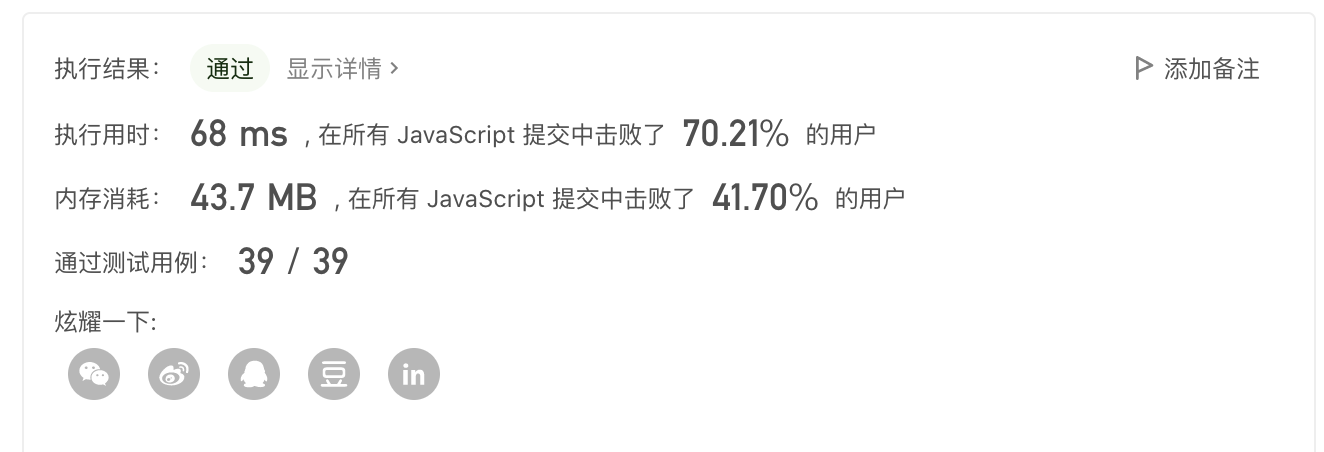 执行结果： 通过 显示详情 › 添加备注
执行用时： 68 ms , 在所有 JavaScript 提交中击败了 70.21% 的用户
内存消耗： 43.7 MB , 在所有 JavaScript 提交中击败了 41.70% 的用户
通过测试用例： 39 / 39
炫耀一下:
豆 in